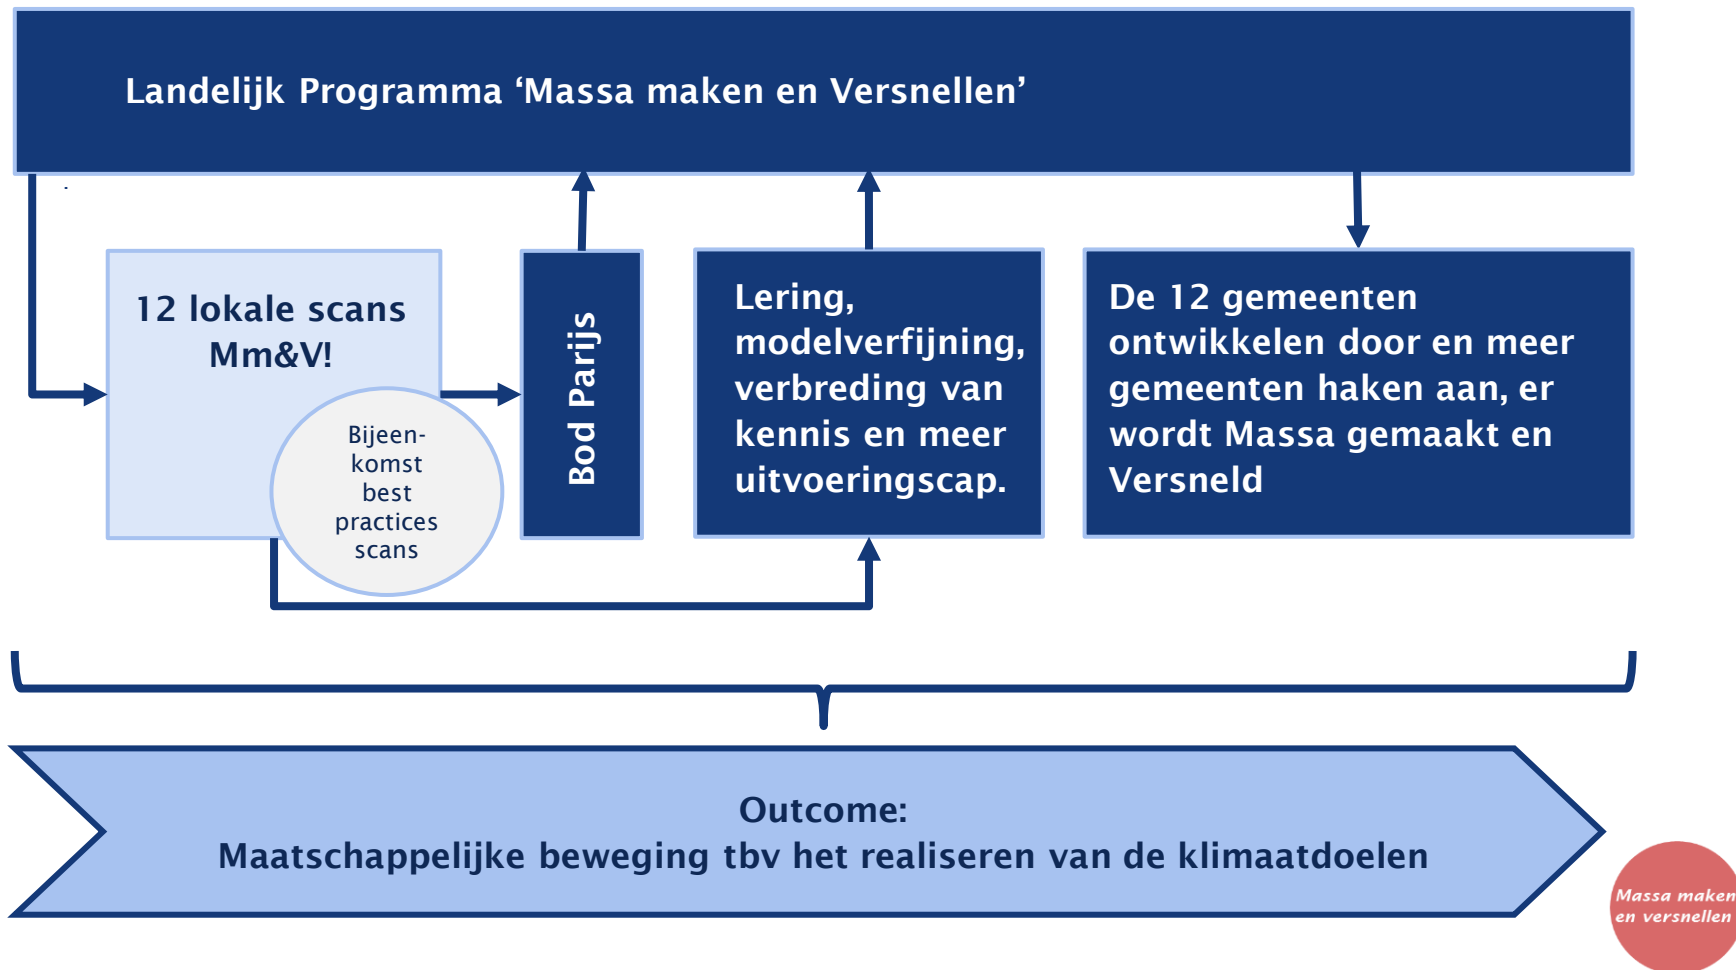 Landelijk Programma ‘Massa maken en Versnellen’
12 lokale scans
Mm&V!
Bijeen-
komst
best
practices
scans
Bod Parijs
Lering,
modelverfijning,
verbreding van
kennis en meer
uitvoeringscap.
De 12 gemeenten
ontwikkelen door en meer
gemeenten haken aan, er
wordt Massa gemaakt en
Versneld
Outcome:
Maatschappelijke beweging tbv het realiseren van de klimaatdoelen
Massa maken
en versnellen